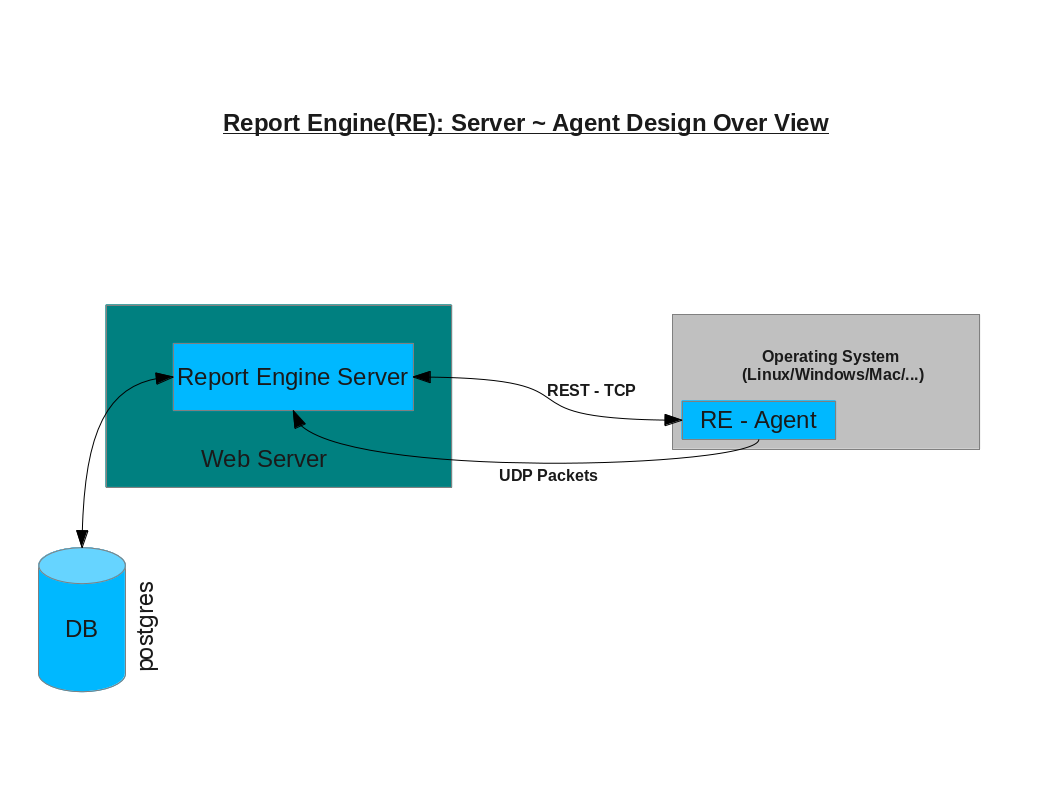 Report Engine(RE): Server ~ Agent Design Over View
Operating System
(Linux/Windows/Mac/...)
Report Engine Server
REST - TCP
RE - Agent
Web Server
UDP Packets
DB
postgres